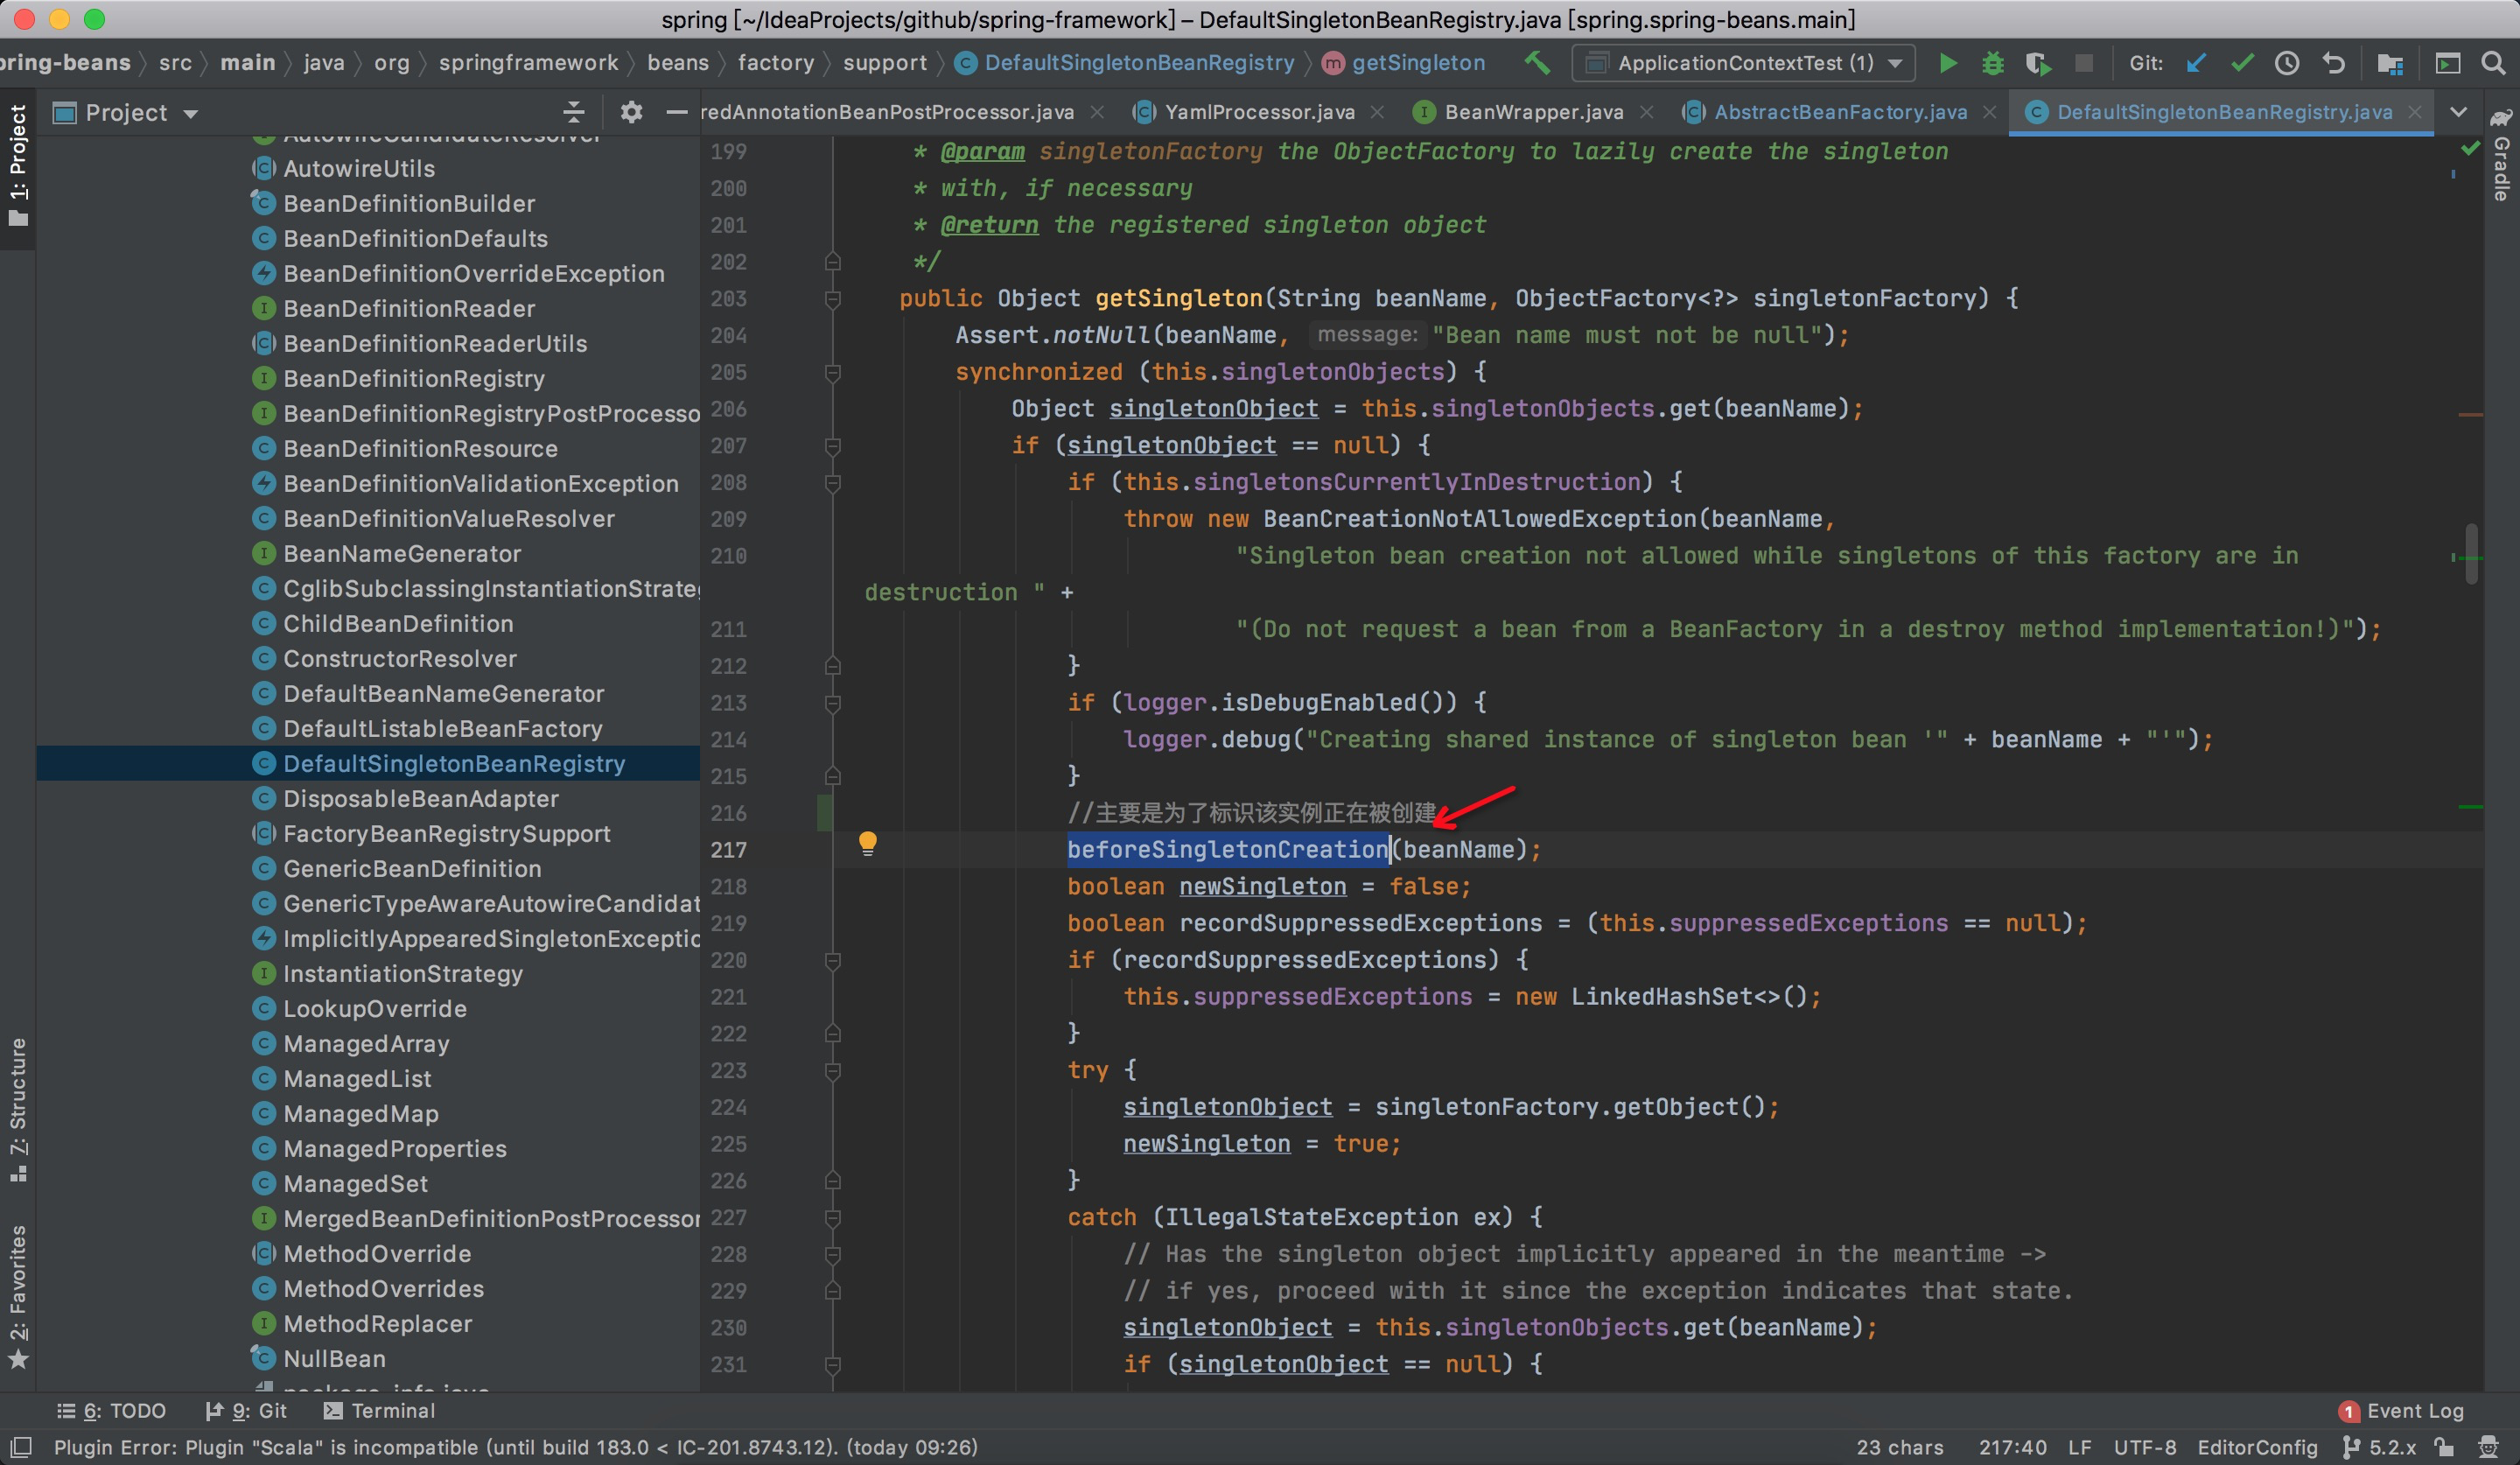 spring [~/IdeaProjects/github/spring-framework] – DefaultSingletonBeanRegistry.java [spring.spring-beans.main]
src main java org springframework beans factory support DefaultSingletonBeanRegistry getSingleton ApplicationContextTest (1) Git:
Project
YamlProcessor.java BeanWrapper.java AbstractBeanFactory.java DefaultSingletonBeanRegistry.java
1: Project
7: Structure
2: Favorites
Gradle
AutowireUtils
BeanDefinitionBuilder
BeanDefinitionDefaults
BeanDefinitionOverrideException
BeanDefinitionReader
BeanDefinitionReaderUtils
BeanDefinitionRegistry
BeanDefinitionRegistryPostProcesso
BeanDefinitionResource
BeanDefinitionValidationException
BeanDefinitionValueResolver
BeanNameGenerator
CglibSubclassingInstantiationStrate
ChildBeanDefinition
ConstructorResolver
DefaultBeanNameGenerator
DefaultListableBeanFactory
DefaultSingletonBeanRegistry
DisposableBeanAdapter
FactoryBeanRegistrySupport
GenericBeanDefinition
GenericTypeAwareAutowireCandidat
ImplicitlyAppearedSingletonExceptio
InstantiationStrategy
LookupOverride
ManagedArray
ManagedList
ManagedMap
ManagedProperties
ManagedSet
MergedBeanDefinitionPostProcessor
MethodOverride
MethodOverrides
MethodReplacer
NullBean
199 * @param singletonFactory the ObjectFactory to lazily create the singleton
200 * with, if necessary
201 * @return the registered singleton object
202 */
203 public Object getSingleton(String beanName, ObjectFactory<?> singletonFactory) {
204 Assert.notNull(beanName, message: "Bean name must not be null");
205 synchronized (this.singletonObjects) {
206 Object singletonObject = this.singletonObjects.get(beanName);
207 if (singletonObject == null) {
208 if (this.singletonsCurrentlyInDestruction) {
209 throw new BeanCreationNotAllowedException(beanName,
210 "Singleton bean creation not allowed while singletons of this factory are in
destruction " +
211 "(Do not request a bean from a BeanFactory in a destroy method implementation!)");
212 }
213 if (logger.isDebugEnabled()) {
214 logger.debug("Creating shared instance of singleton bean '" + beanName + "'");
215 }
216 //主要是为了标识该实例正在被创建
217 beforeSingletonCreation(beanName);
218 boolean newSingleton = false;
219 boolean recordSuppressedExceptions = (this.suppressedExceptions == null);
220 if (recordSuppressedExceptions) {
221 this.suppressedExceptions = new LinkedHashSet<>();
222 }
223 try {
224 singletonObject = singletonFactory.getObject();
225 newSingleton = true;
226 }
227 catch (IllegalStateException ex) {
228 // Has the singleton object implicitly appeared in the meantime ->
229 // if yes, proceed with it since the exception indicates that state.
230 singletonObject = this.singletonObjects.get(beanName);
231 if (singletonObject == null) {
6: TODO 9: Git Terminal 1 Event Log
Plugin Error: Plugin "Scala" is incompatible (until build 183.0 < IC-201.8743.12). (today 09:26) 23 chars 217:40 LF UTF-8 EditorConfig 5.2.x